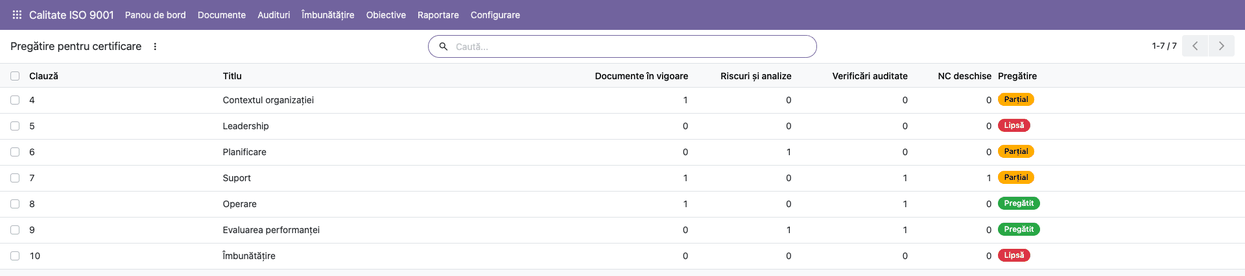 Calitate ISO 9001 Panou de bord Documente Audituri Îmbunătățire Obiective Raportare Configurare
Pregătire pentru certificare Caută... 1-7 / 7
Clauză Titlu Documente în vigoare Riscuri și analize Verificări auditate NC deschise Pregătire
4 Contextul organizației 1 0 0 0 Parțial
5 Leadership 0 0 0 0 Lipsă
6 Planificare 0 1 0 0 Parțial
7 Suport 1 0 1 1 Parțial
8 Operare 1 0 1 0 Pregătit
9 Evaluarea performanței 0 1 1 0 Pregătit
10 Îmbunătățire 0 0 0 0 Lipsă